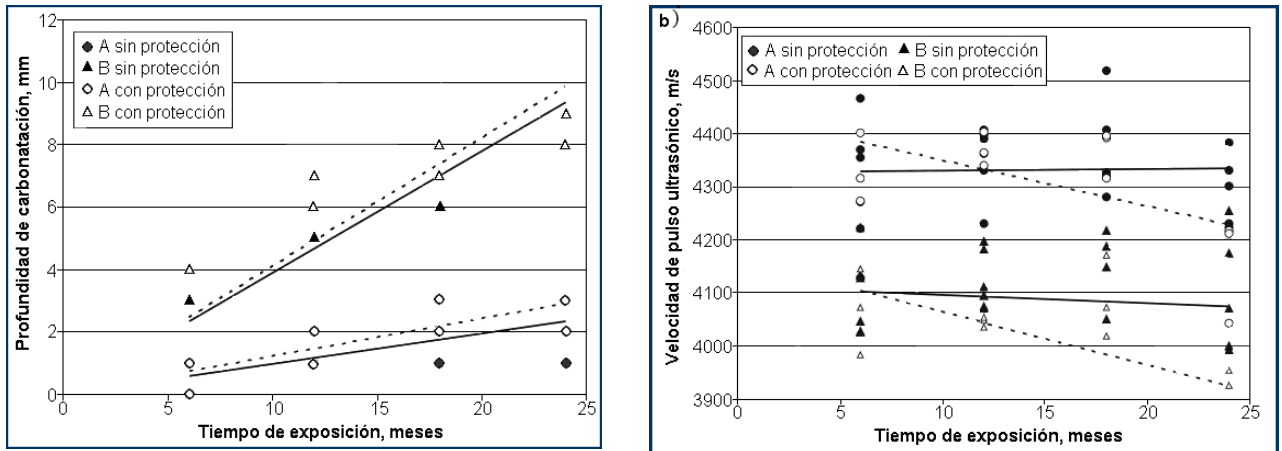 12
10
8
6
4
2
0
Profundidad de carbonatación, mm
A sin protección
B sin protección
A con protección
B con protección
0 5 10 15 20 25
Tiempo de exposición, meses
b)
4600
4500
4400
4300
4200
4100
4000
3900
Velocidad de pulso ultrasónico, m/s
A sin protección B sin protección
A con protección B con protección
0 5 10 15 20 25
Tiempo de exposición, meses